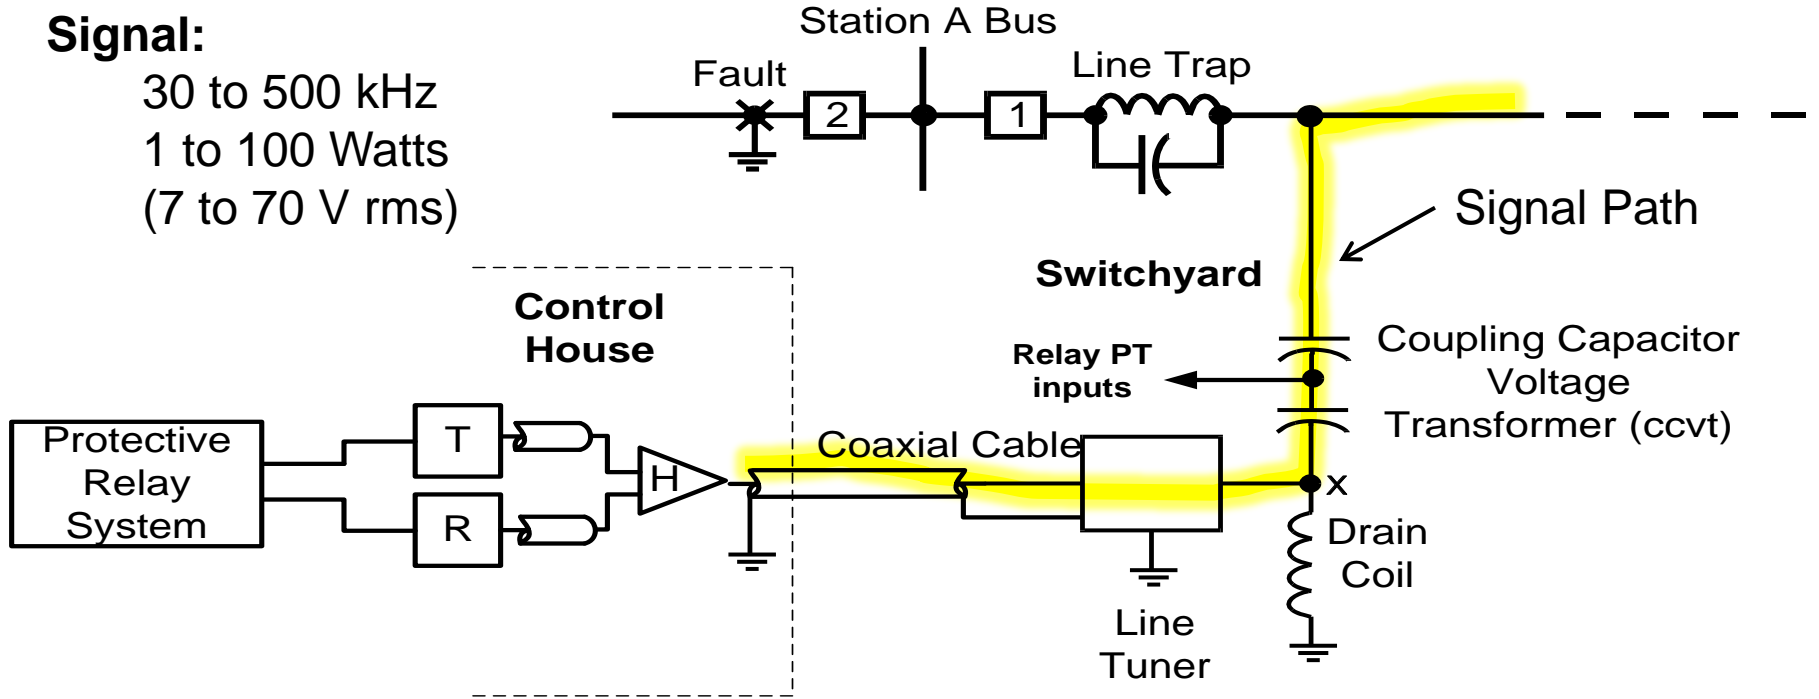 Signal:
30 to 500 kHz
1 to 100 Watts
(7 to 70 V rms)
Station A Bus
Fault
2
1
Line Trap
Signal Path
Switchyard
Control
House
Relay PT
inputs
Coupling Capacitor
Voltage
Transformer (ccvt)
Protective
Relay
System
T
R
H
Coaxial Cable
x
Drain
Coil
Line
Tuner